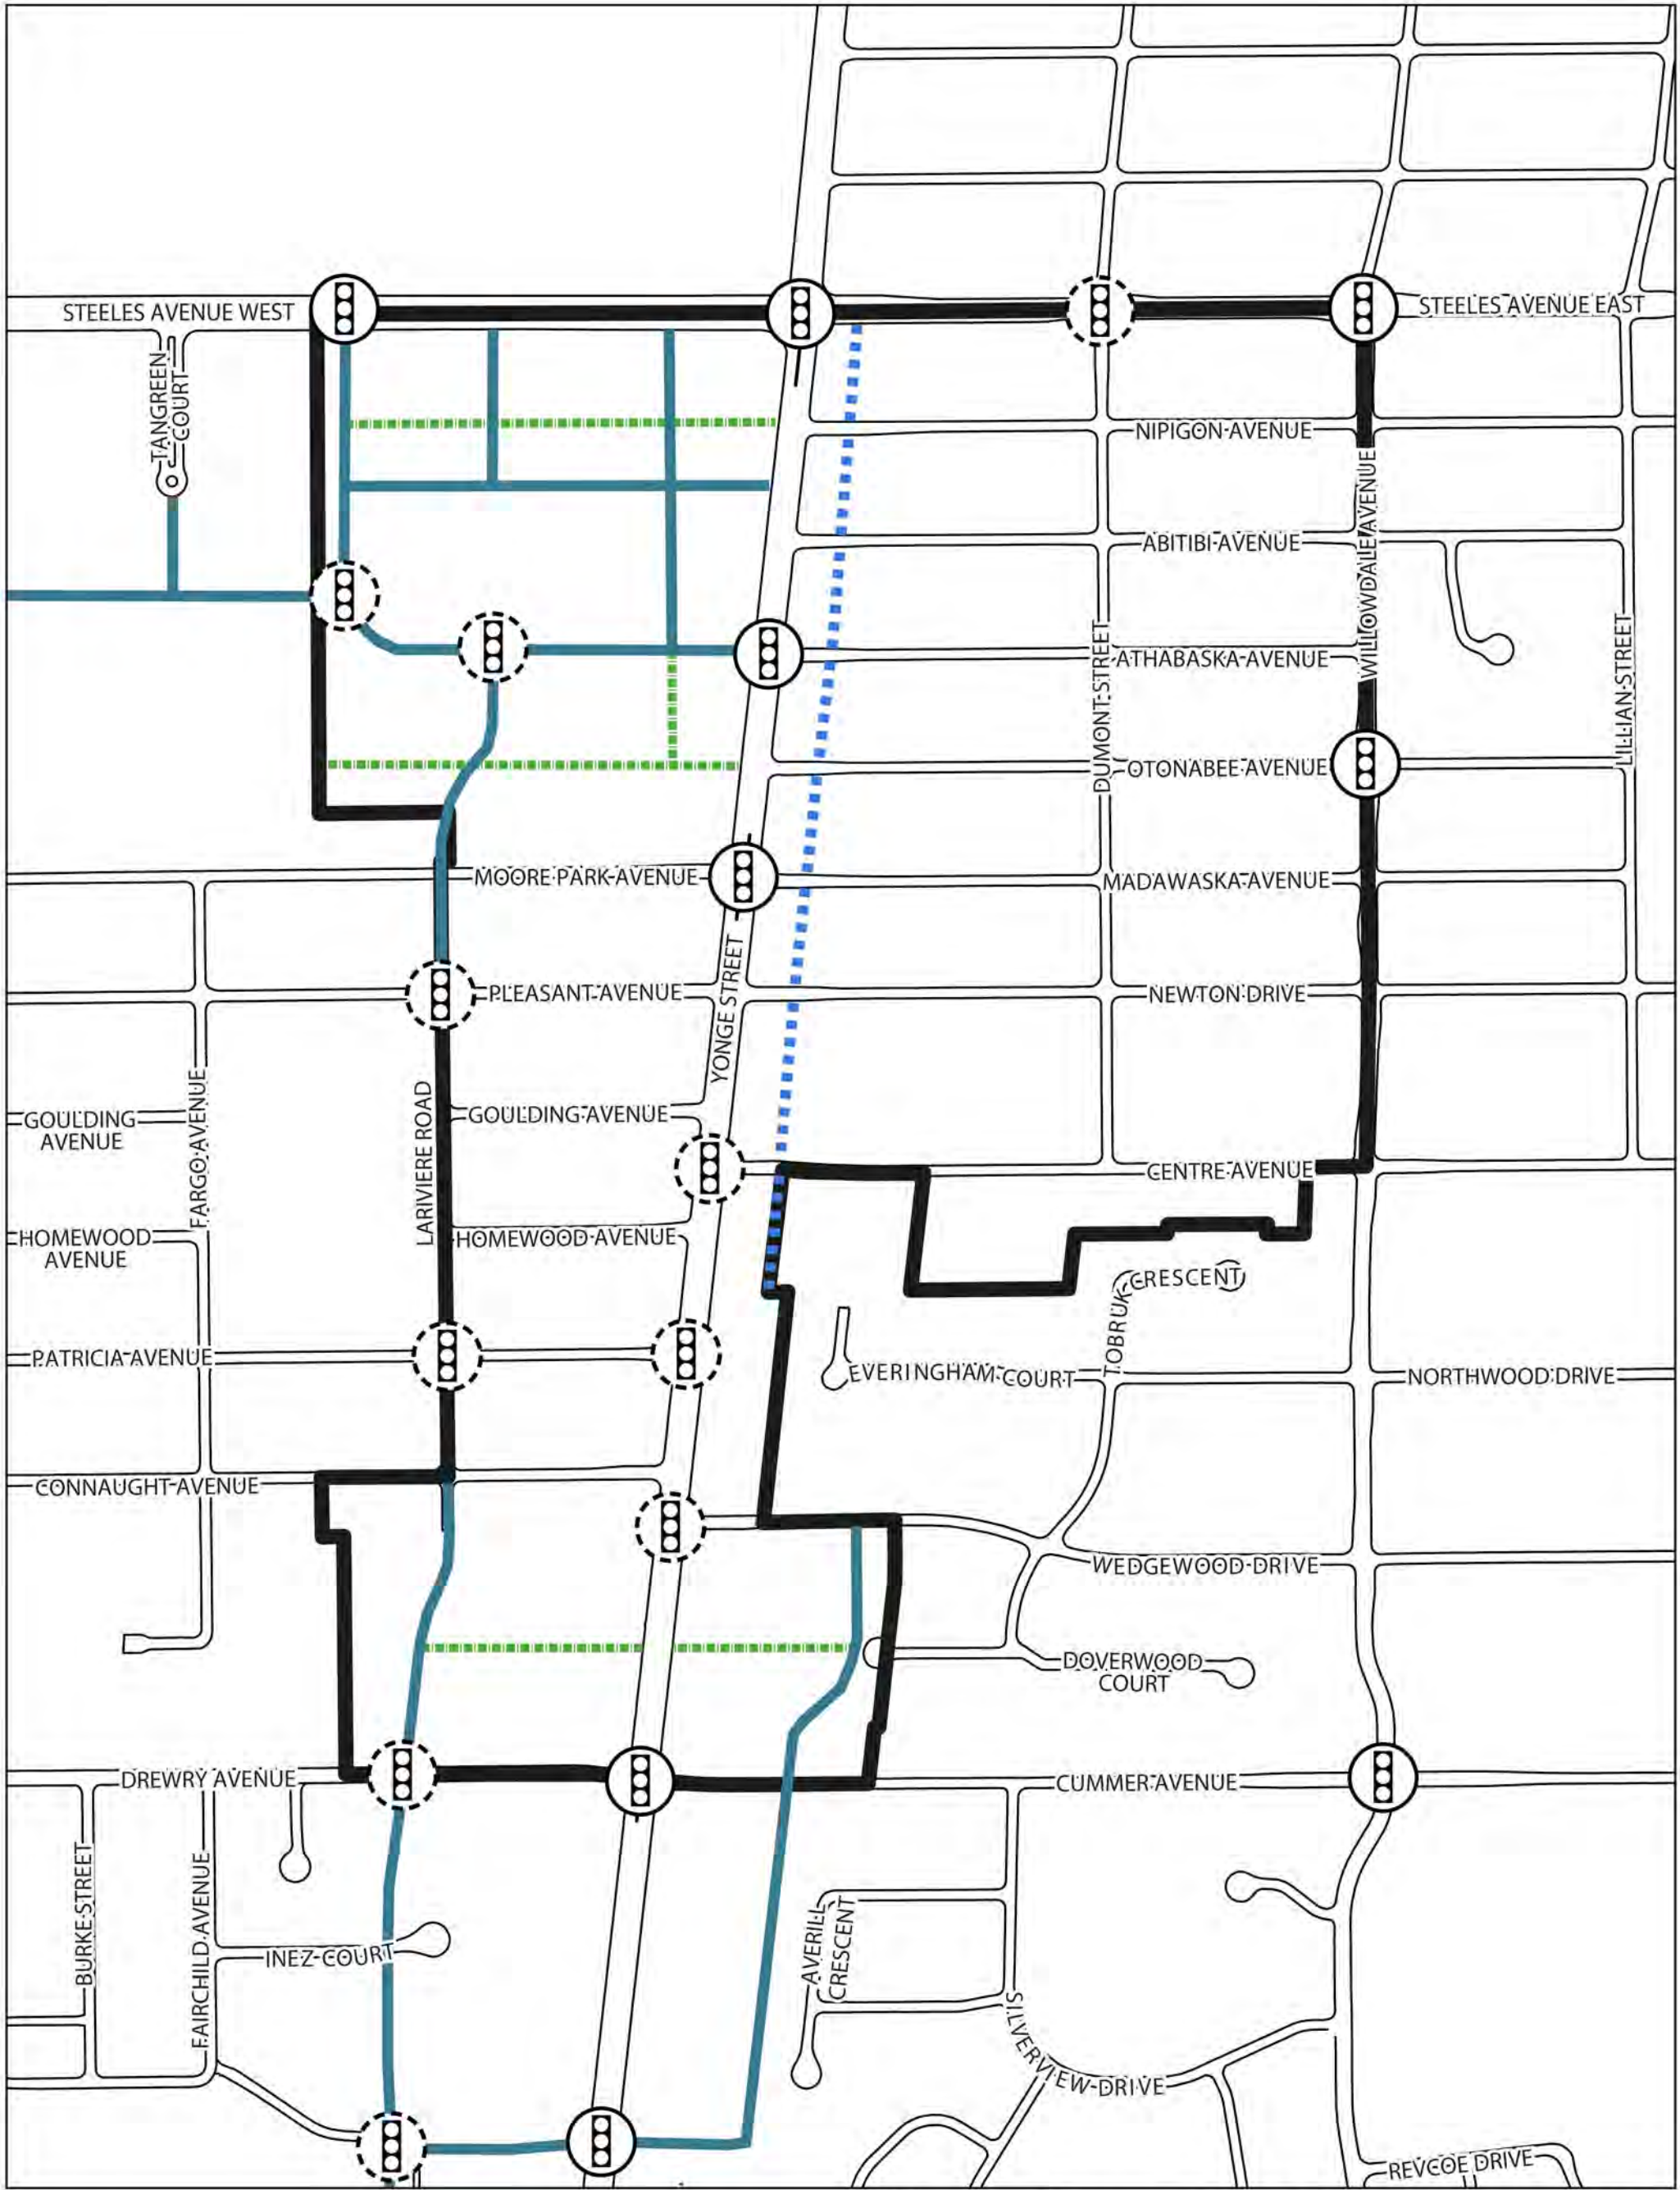 STEELES AVENUE WEST
STEELES AVENUE EAST
TANGREEN
COURT
NIPIGON AVENUE
WILLOWDALE AVENUE
ABITIBI AVENUE
DUMONT STREET
ATHABASKA AVENUE
LILLIAN STREET
OTONABEE AVENUE
MOORE PARK AVENUE
MADAWASKA AVENUE
YONGE STREET
PLEASANT AVENUE
NEWTON DRIVE
FARGO AVENUE
LARIVIERE ROAD
GOULDING
AVENUE
GOULDING AVENUE
CENTRE AVENUE
HOMEWOOD
AVENUE
HOMEWOOD AVENUE
TOBRUK
CRESCENT
PATRICIA AVENUE
EVERINGHAM COURT
NORTHWOOD DRIVE
CONNAUGHT AVENUE
WEDGEWOOD DRIVE
DOVERWOOD
COURT
DREWRY AVENUE
CUMMER AVENUE
BURKE STREET
FAIRCHILD AVENUE
INEZ COURT
AVERILL
CRESCENT
SILVERVIEW DRIVE
REVCOE DRIVE